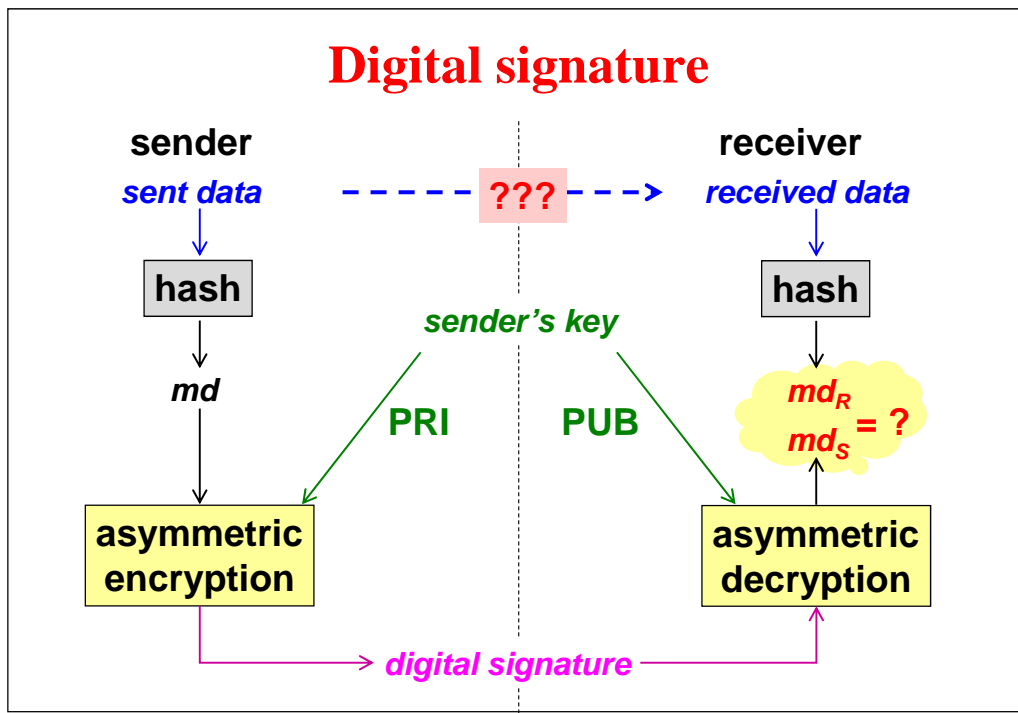 Digital signature
sender
receiver
sent data
???
received data
hash
hash
sender's key
md
md_R
md_S
= ?
PRI
PUB
asymmetric
encryption
asymmetric
decryption
digital signature